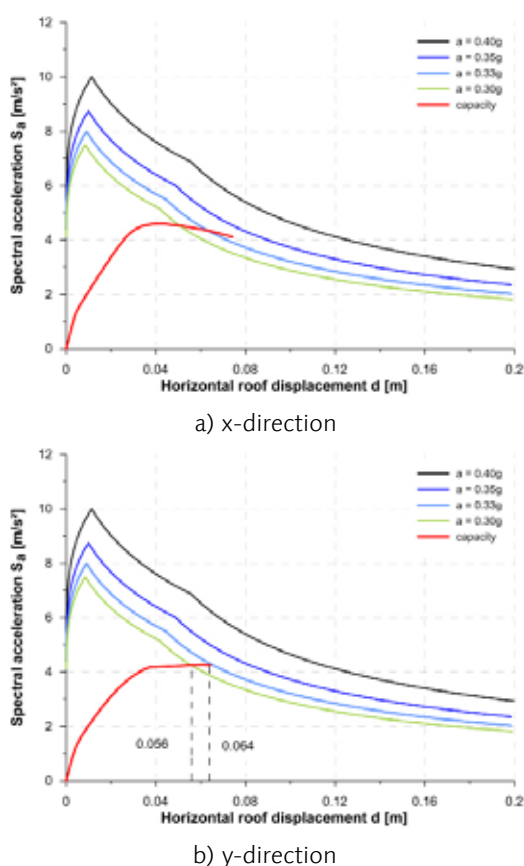 12
10
8
6
4
2
0
Spectral acceleration Sₐ [m/s²]
a = 0.40g
a = 0.35g
a = 0.33g
a = 0.30g
capacity
0 0.04 0.08 0.12 0.16 0.2
Horizontal roof displacement d [m]
a) x-direction
12
10
8
6
4
2
0
Spectral acceleration Sₐ [m/s²]
a = 0.40g
a = 0.35g
a = 0.33g
a = 0.30g
capacity
0.056 0.064
0 0.04 0.08 0.12 0.16 0.2
Horizontal roof displacement d [m]
b) y-direction